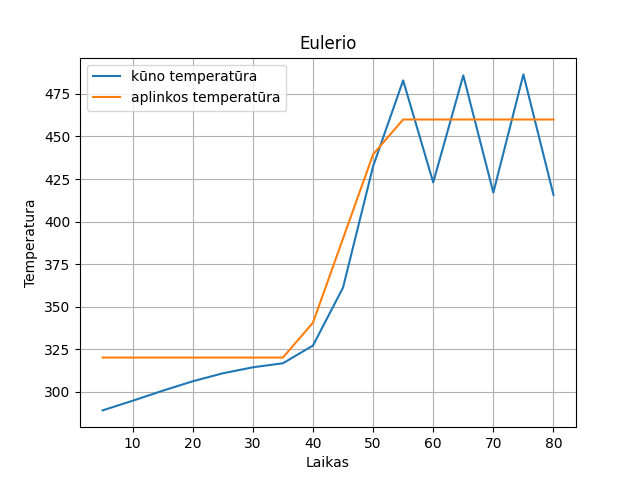 Eulerio
kūno temperatūra
aplinkos temperatūra
Temperatura
475
450
425
400
375
350
325
300
10 20 30 40 50 60 70 80
Laikas